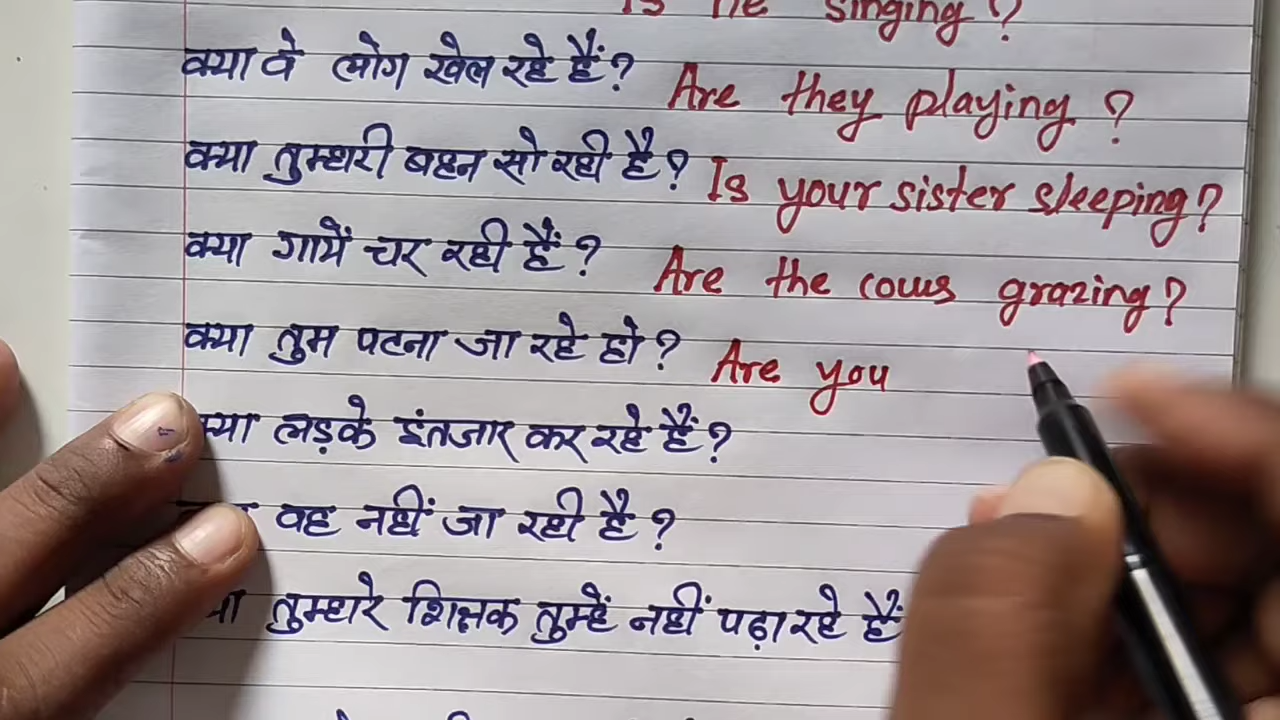 Is he singing?
क्या वे लोग खेल रहे हैं? Are they playing?
क्या तुम्हारी बहन सो रही है? Is your sister sleeping?
क्या गायें चर रही हैं? Are the cows grazing?
क्या तुम पटना जा रहे हो? Are you
क्या लड़के इंतजार कर रहे हैं?
वह नहीं जा रही है?
तुम्हारे शिक्षक तुम्हें नहीं पढ़ा रहे हैं